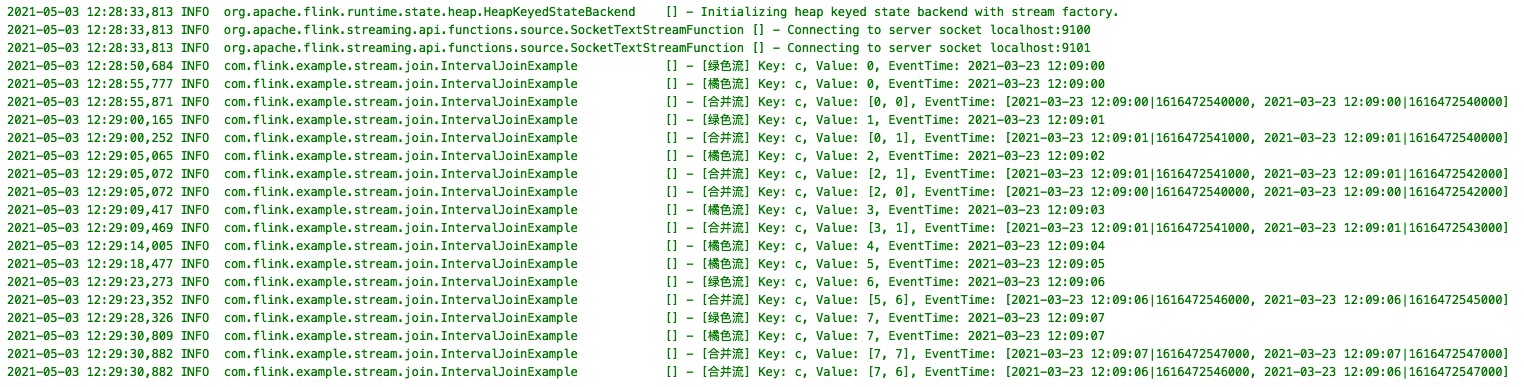 2021-05-03 12:28:33,813 INFO  org.apache.flink.runtime.state.heap.HeapKeyedStateBackend    [] - Initializing heap keyed state backend with stream factory.
2021-05-03 12:28:33,813 INFO  org.apache.flink.streaming.api.functions.source.SocketTextStreamFunction [] - Connecting to server socket localhost:9100
2021-05-03 12:28:33,813 INFO  org.apache.flink.streaming.api.functions.source.SocketTextStreamFunction [] - Connecting to server socket localhost:9101
2021-05-03 12:28:50,684 INFO  com.flink.example.stream.join.IntervalJoinExample            [] - [绿色流] Key: c, Value: 0, EventTime: 2021-03-23 12:09:00
2021-05-03 12:28:55,777 INFO  com.flink.example.stream.join.IntervalJoinExample            [] - [橘色流] Key: c, Value: 0, EventTime: 2021-03-23 12:09:00
2021-05-03 12:28:55,871 INFO  com.flink.example.stream.join.IntervalJoinExample            [] - [合并流] Key: c, Value: [0, 0], EventTime: [2021-03-23 12:09:00|1616472540000, 2021-03-23 12:09:00|1616472540000]
2021-05-03 12:29:00,165 INFO  com.flink.example.stream.join.IntervalJoinExample            [] - [绿色流] Key: c, Value: 1, EventTime: 2021-03-23 12:09:01
2021-05-03 12:29:00,252 INFO  com.flink.example.stream.join.IntervalJoinExample            [] - [合并流] Key: c, Value: [0, 1], EventTime: [2021-03-23 12:09:01|1616472541000, 2021-03-23 12:09:01|1616472540000]
2021-05-03 12:29:05,065 INFO  com.flink.example.stream.join.IntervalJoinExample            [] - [橘色流] Key: c, Value: 2, EventTime: 2021-03-23 12:09:02
2021-05-03 12:29:05,072 INFO  com.flink.example.stream.join.IntervalJoinExample            [] - [合并流] Key: c, Value: [2, 1], EventTime: [2021-03-23 12:09:01|1616472541000, 2021-03-23 12:09:01|1616472542000]
2021-05-03 12:29:05,072 INFO  com.flink.example.stream.join.IntervalJoinExample            [] - [合并流] Key: c, Value: [2, 0], EventTime: [2021-03-23 12:09:00|1616472540000, 2021-03-23 12:09:00|1616472542000]
2021-05-03 12:29:09,417 INFO  com.flink.example.stream.join.IntervalJoinExample            [] - [橘色流] Key: c, Value: 3, EventTime: 2021-03-23 12:09:03
2021-05-03 12:29:09,469 INFO  com.flink.example.stream.join.IntervalJoinExample            [] - [合并流] Key: c, Value: [3, 1], EventTime: [2021-03-23 12:09:01|1616472541000, 2021-03-23 12:09:01|1616472543000]
2021-05-03 12:29:14,005 INFO  com.flink.example.stream.join.IntervalJoinExample            [] - [橘色流] Key: c, Value: 4, EventTime: 2021-03-23 12:09:04
2021-05-03 12:29:18,477 INFO  com.flink.example.stream.join.IntervalJoinExample            [] - [橘色流] Key: c, Value: 5, EventTime: 2021-03-23 12:09:05
2021-05-03 12:29:23,273 INFO  com.flink.example.stream.join.IntervalJoinExample            [] - [绿色流] Key: c, Value: 6, EventTime: 2021-03-23 12:09:06
2021-05-03 12:29:23,352 INFO  com.flink.example.stream.join.IntervalJoinExample            [] - [合并流] Key: c, Value: [5, 6], EventTime: [2021-03-23 12:09:06|1616472546000, 2021-03-23 12:09:06|1616472545000]
2021-05-03 12:29:28,326 INFO  com.flink.example.stream.join.IntervalJoinExample            [] - [绿色流] Key: c, Value: 7, EventTime: 2021-03-23 12:09:07
2021-05-03 12:29:30,809 INFO  com.flink.example.stream.join.IntervalJoinExample            [] - [橘色流] Key: c, Value: 7, EventTime: 2021-03-23 12:09:07
2021-05-03 12:29:30,882 INFO  com.flink.example.stream.join.IntervalJoinExample            [] - [合并流] Key: c, Value: [7, 7], EventTime: [2021-03-23 12:09:07|1616472547000, 2021-03-23 12:09:07|1616472547000]
2021-05-03 12:29:30,882 INFO  com.flink.example.stream.join.IntervalJoinExample            [] - [合并流] Key: c, Value: [7, 6], EventTime: [2021-03-23 12:09:06|1616472546000, 2021-03-23 12:09:06|1616472547000]